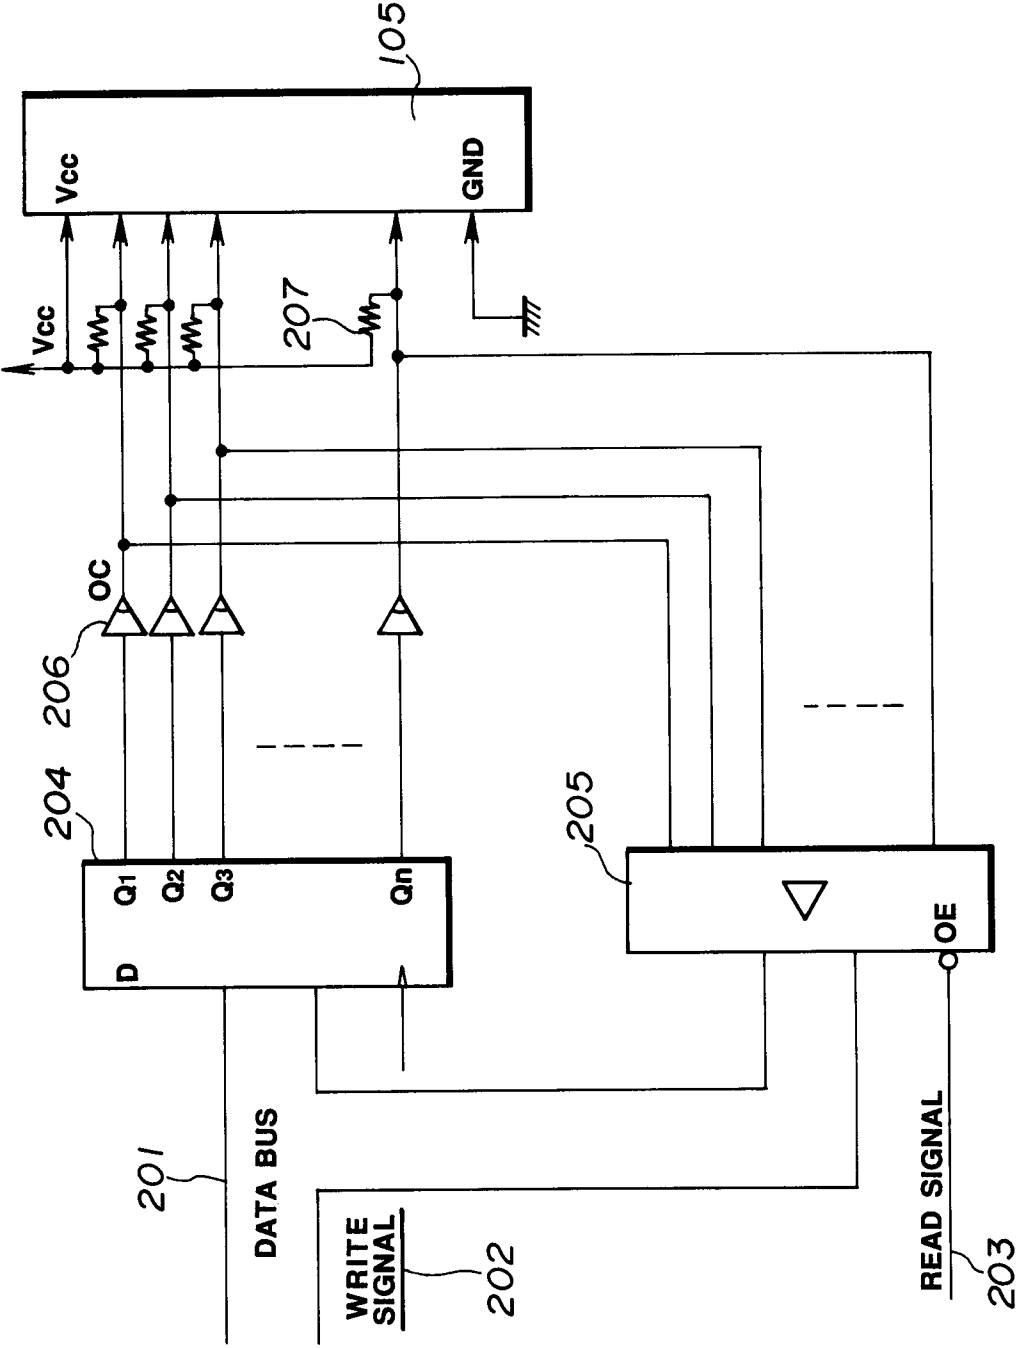 105
Vcc
GND
Vcc
207
OC
206
204
Q1
Q2
Q3
Qn
D
205
OE
201
DATA BUS
WRITE
SIGNAL
202
READ SIGNAL
203